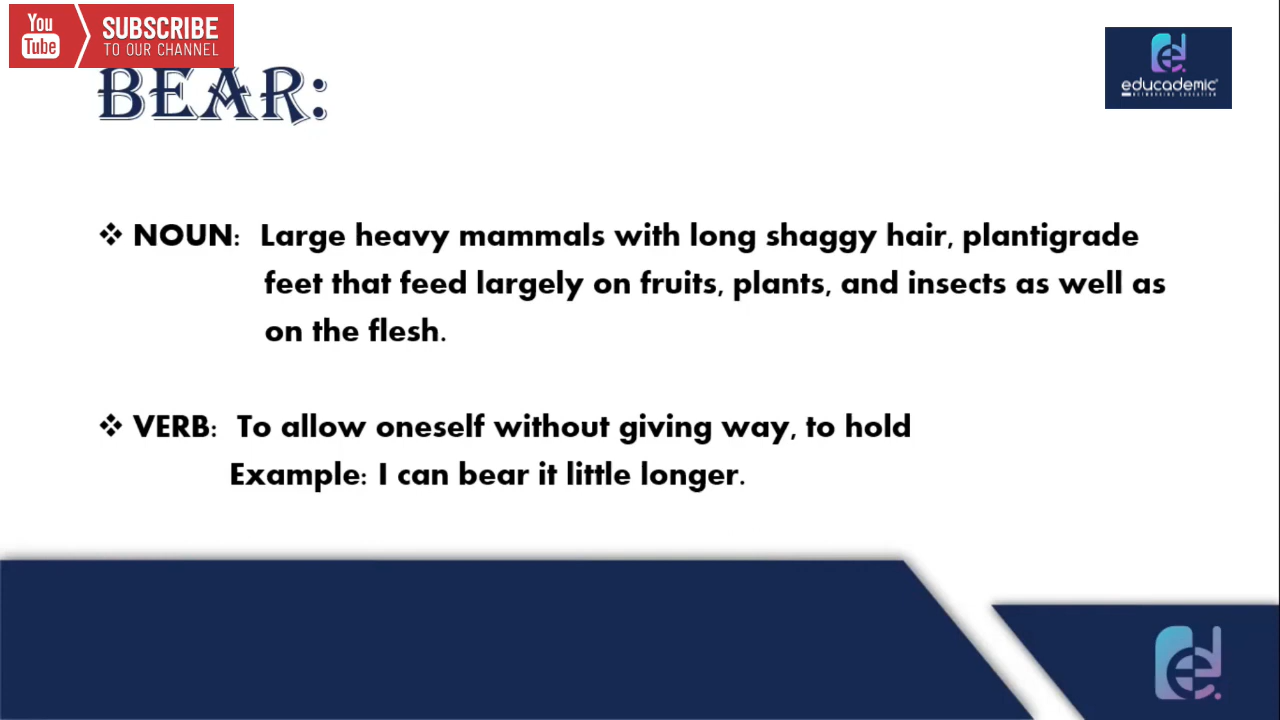 You
Tube
SUBSCRIBE
TO OUR CHANNEL
educademic
NETWORKING EDUCATION
BEAR:
❖ NOUN: Large heavy mammals with long shaggy hair, plantigrade
feet that feed largely on fruits, plants, and insects as well as
on the flesh.
❖ VERB: To allow oneself without giving way, to hold
Example: I can bear it little longer.